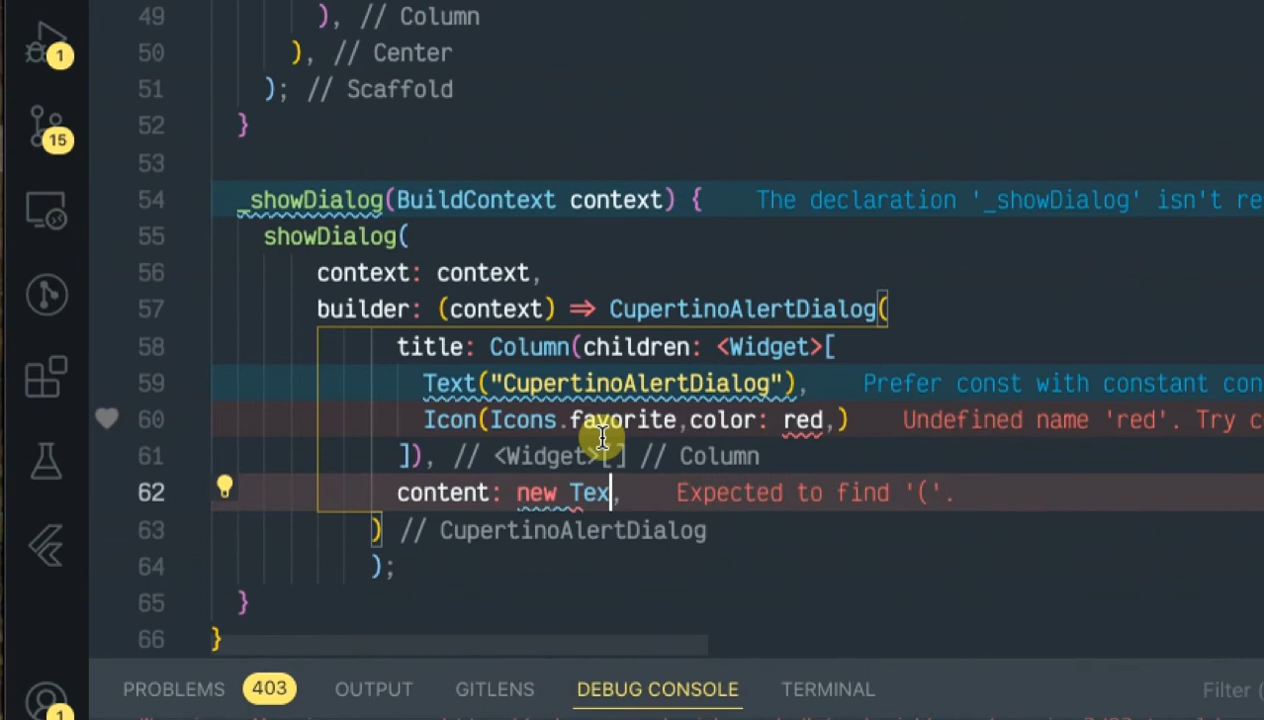 49 ), // Column
1
50 ), // Center
51 ); // Scaffold
15
52 }
53
54 _showDialog(BuildContext context) { The declaration '_showDialog' isn't re
55 showDialog(
56 context: context,
57 builder: (context) => CupertinoAlertDialog(
58 title: Column(children: <Widget>[
59 Text("CupertinoAlertDialog"), Prefer const with constant con
60 Icon(Icons.favorite,color: red,) Undefined name 'red'. Try c
61 ]), // <Widget>[] // Column
62 content: new Tex, Expected to find '('.
63 ) // CupertinoAlertDialog
64 );
65 }
66 }
PROBLEMS 403 OUTPUT GITLENS DEBUG CONSOLE TERMINAL Filter (
1